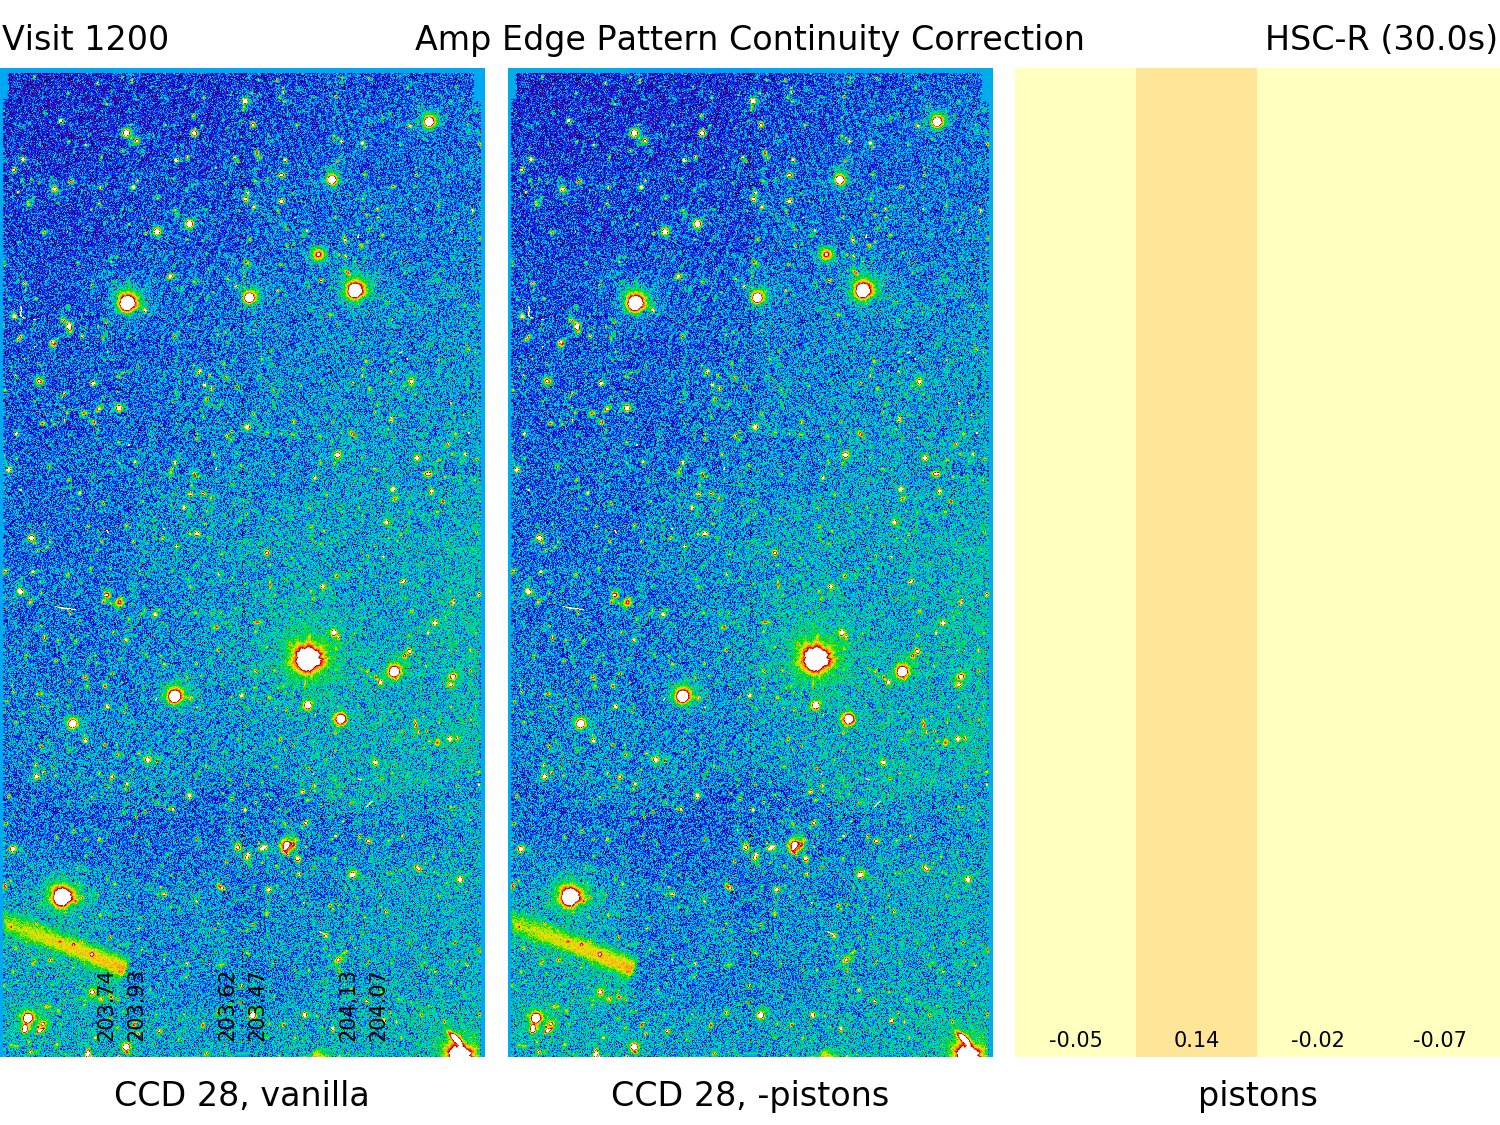 Visit 1200
Amp Edge Pattern Continuity Correction
HSC-R (30.0s)
203.74
203.93
203.62
203.47
204.13
204.07
-0.05
0.14
-0.02
-0.07
CCD 28, vanilla
CCD 28, -pistons
pistons